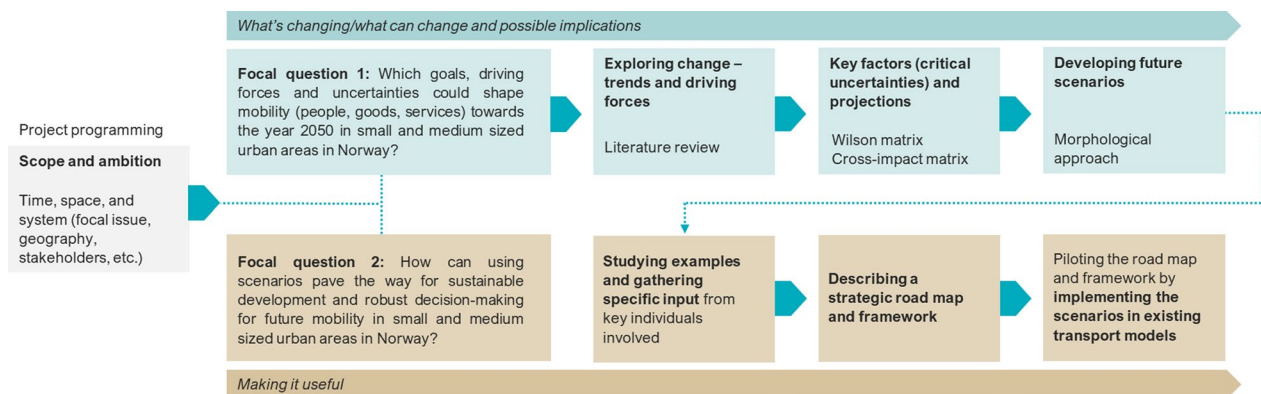 What's changing/what can change and possible implications
Project programming
Scope and ambition
Time, space, and
system (focal issue,
geography,
stakeholders, etc.)
Focal question 1: Which goals, driving
forces and uncertainties could shape
mobility (people, goods, services) towards
the year 2050 in small and medium sized
urban areas in Norway?
Exploring change –
trends and driving
forces
Literature review
Key factors (critical
uncertainties) and
projections
Wilson matrix
Cross-impact matrix
Developing future
scenarios
Morphological
approach
Focal question 2: How can using
scenarios pave the way for sustainable
development and robust decision-making
for future mobility in small and medium
sized urban areas in Norway?
Studying examples
and gathering
specific input from
key individuals
involved
Describing a
strategic road map
and framework
Piloting the road map
and framework by
implementing the
scenarios in existing
transport models
Making it useful